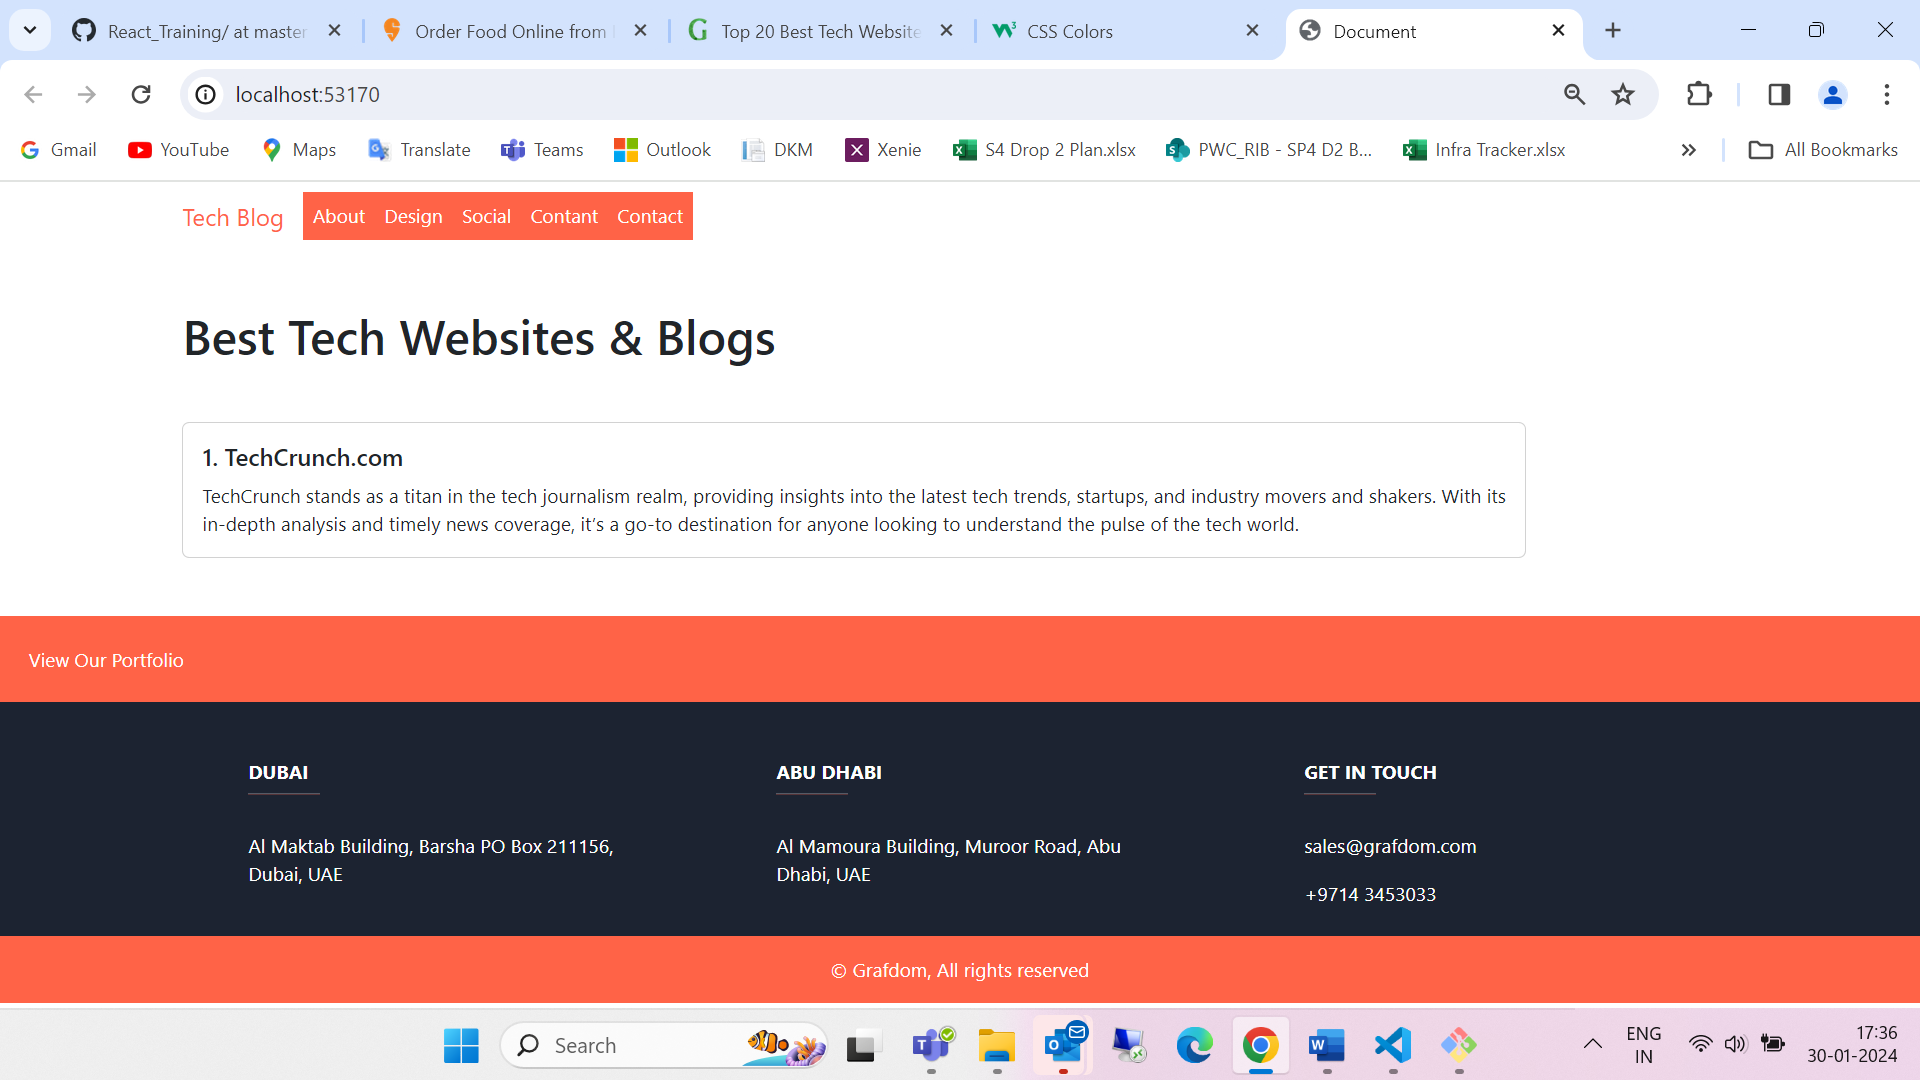 React_Training/ at master
Order Food Online from
Top 20 Best Tech Website
CSS Colors
Document
localhost:53170
Gmail
YouTube
Maps
Translate
Teams
Outlook
DKM
Xenie
S4 Drop 2 Plan.xlsx
PWC_RIB - SP4 D2 B...
Infra Tracker.xlsx
All Bookmarks
Tech Blog
About
Design
Social
Contant
Contact
Best Tech Websites & Blogs
1. TechCrunch.com
TechCrunch stands as a titan in the tech journalism realm, providing insights into the latest tech trends, startups, and industry movers and shakers. With its
in-depth analysis and timely news coverage, it’s a go-to destination for anyone looking to understand the pulse of the tech world.
View Our Portfolio
DUBAI
Al Maktab Building, Barsha PO Box 211156,
Dubai, UAE
ABU DHABI
Al Mamoura Building, Muroor Road, Abu
Dhabi, UAE
GET IN TOUCH
sales@grafdom.com
+9714 3453033
© Grafdom, All rights reserved
Search
ENG
IN
17:36
30-01-2024